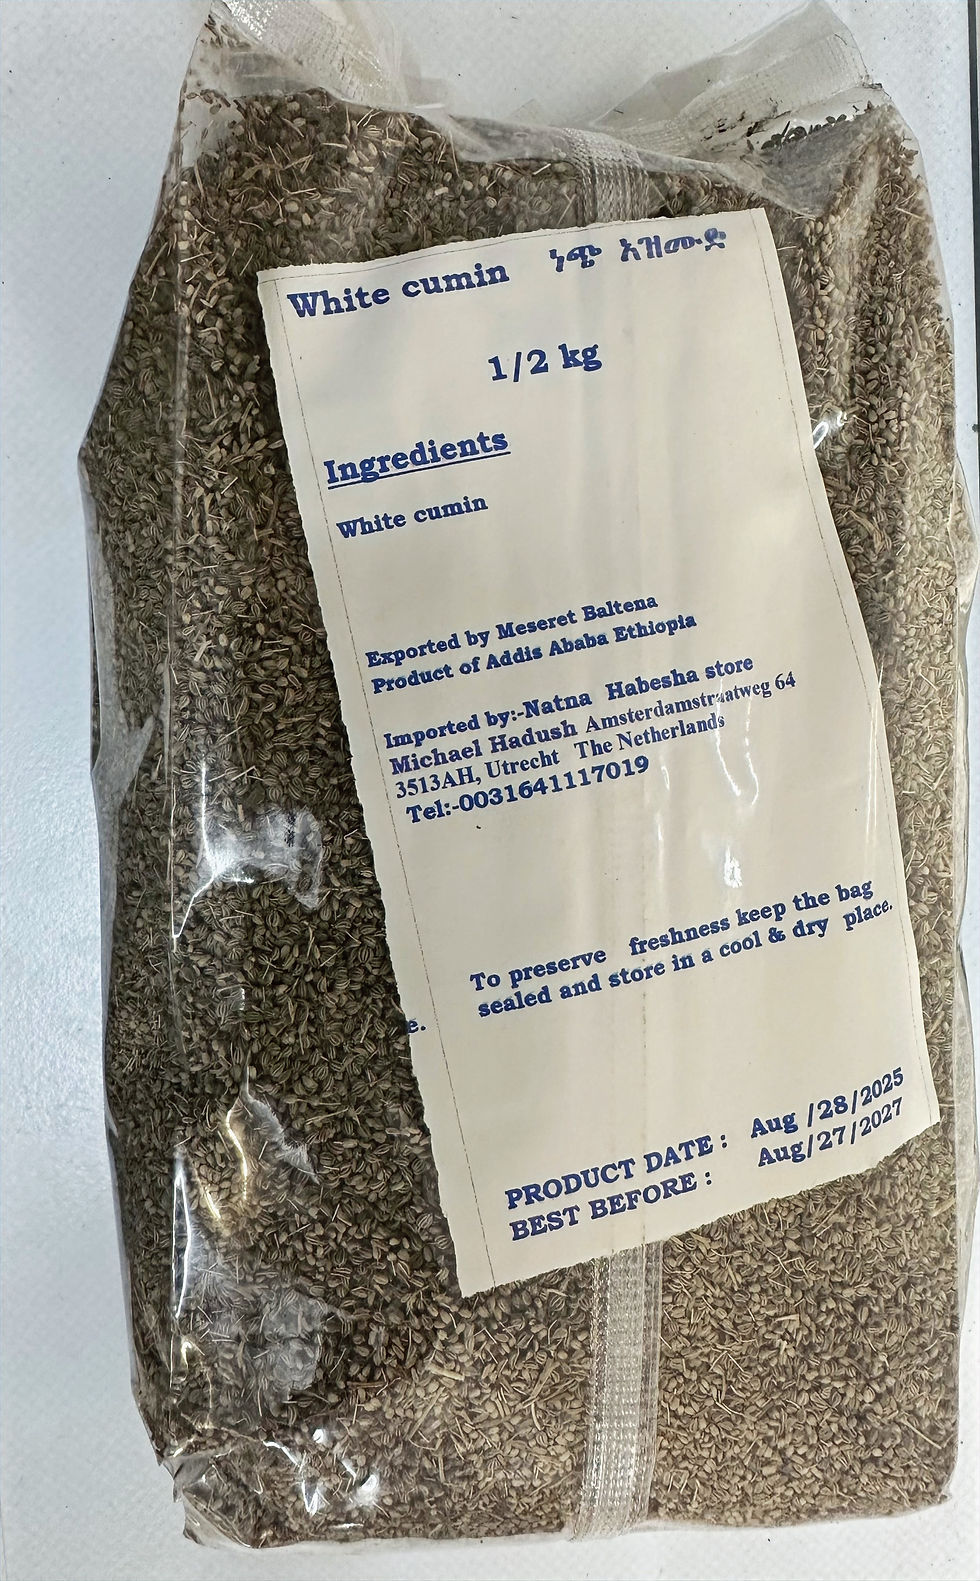 White cumin ነጭ አዝሙድ
1/2 kg
Ingredients
White cumin
Exported by Meseret Baltena
Product of Addis Ababa Ethiopia
Imported by:-Natna Habesha store
Michael Hadush Amsterdamstraatweg 64
3513AH, Utrecht The Netherlands
Tel:-0031641117019
To preserve freshness keep the bag
sealed and store in a cool & dry place.
e.
PRODUCT DATE : Aug /28/2025
BEST BEFORE : Aug/27/2027